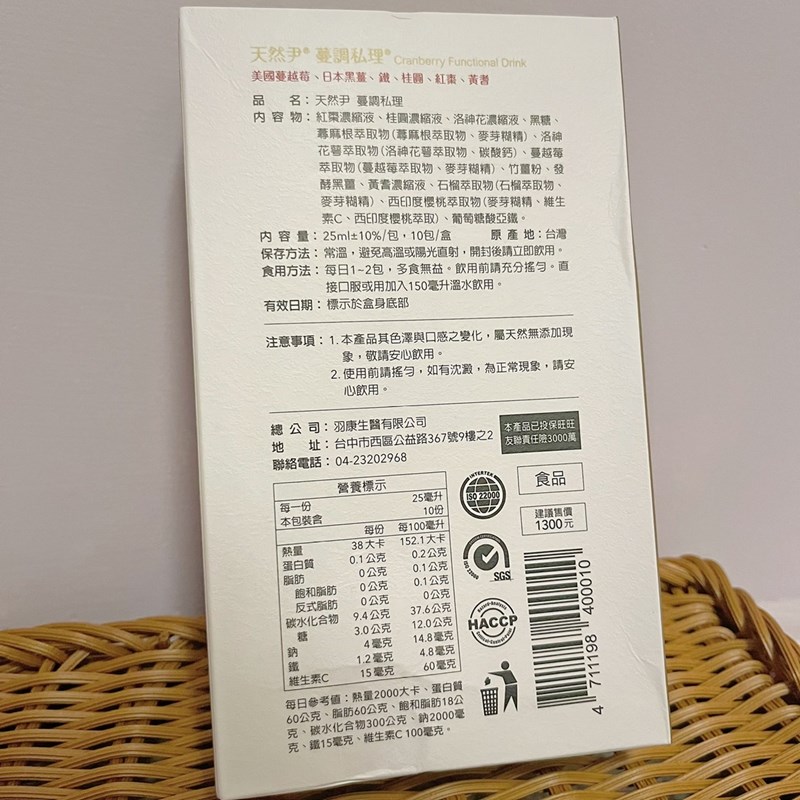 天然尹® 蔓調私理® Cranberry Functional Drink
美國蔓越莓、日本黑薑、鐵、桂圓、紅棗、黃耆
品　　名：天然尹 蔓調私理
內 容 物：紅棗濃縮液、桂圓濃縮液、洛神花濃縮液、黑糖、
蕁麻根萃取物(蕁麻根萃取物、麥芽糊精)、洛神
花萼萃取物(洛神花萼萃取物、碳酸鈣)、蔓越莓
萃取物(蔓越莓萃取物、麥芽糊精)、竹薑粉、發
酵黑薑、黃耆濃縮液、石榴萃取物(石榴萃取物、
麥芽糊精)、西印度櫻桃萃取物(麥芽糊精、維生
素C、西印度櫻桃萃取)、葡萄糖酸亞鐵。
內 容 量：25ml±10%/包，10包/盒　原 產 地：台灣
保存方法：常溫，避免高溫或陽光直射，開封後請立即飲用。
食用方法：每日1~2包，多食無益。飲用前請充分搖勻。直
接口服或用加入150毫升溫水飲用。
有效日期：標示於盒身底部
注意事項：1. 本產品其色澤與口感之變化，屬天然無添加現
象，敬請安心飲用。
2. 使用前請搖勻，如有沈澱，為正常現象，請安
心飲用。
總 公 司：羽康生醫有限公司
地　　址：台中市西區公益路367號9樓之2
聯絡電話：04-23202968
本產品已投保旺旺
友聯責任險3000萬
營養標示
每一份 25毫升
本包裝含 10份
每份 每100毫升
熱量 38大卡 152.1大卡
蛋白質 0.1公克 0.2公克
脂肪 0公克 0.1公克
飽和脂肪 0公克 0.1公克
反式脂肪 0公克 0公克
碳水化合物 9.4公克 37.6公克
糖 3.0公克 12.0公克
鈉 4毫克 14.8毫克
鐵 1.2毫克 4.8毫克
維生素C 15毫克 60毫克
每日參考值：熱量2000大卡、蛋白質
60公克、脂肪60公克、飽和脂肪18公
克、碳水化合物300公克、鈉2000毫
克、鐵15毫克、維生素C 100毫克。
INTERTEK
ISO 22000
食品
建議售價
1300元
ISO 22000
SGS
HACCP
4 711198 400010